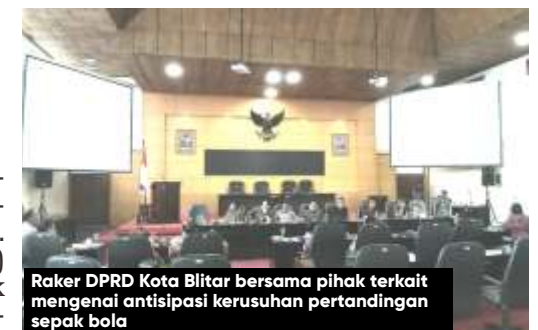 Raker DPRD Kota Blitar bersama pihak terkait
mengenai antisipasi kerusuhan pertandingan
sepak bola